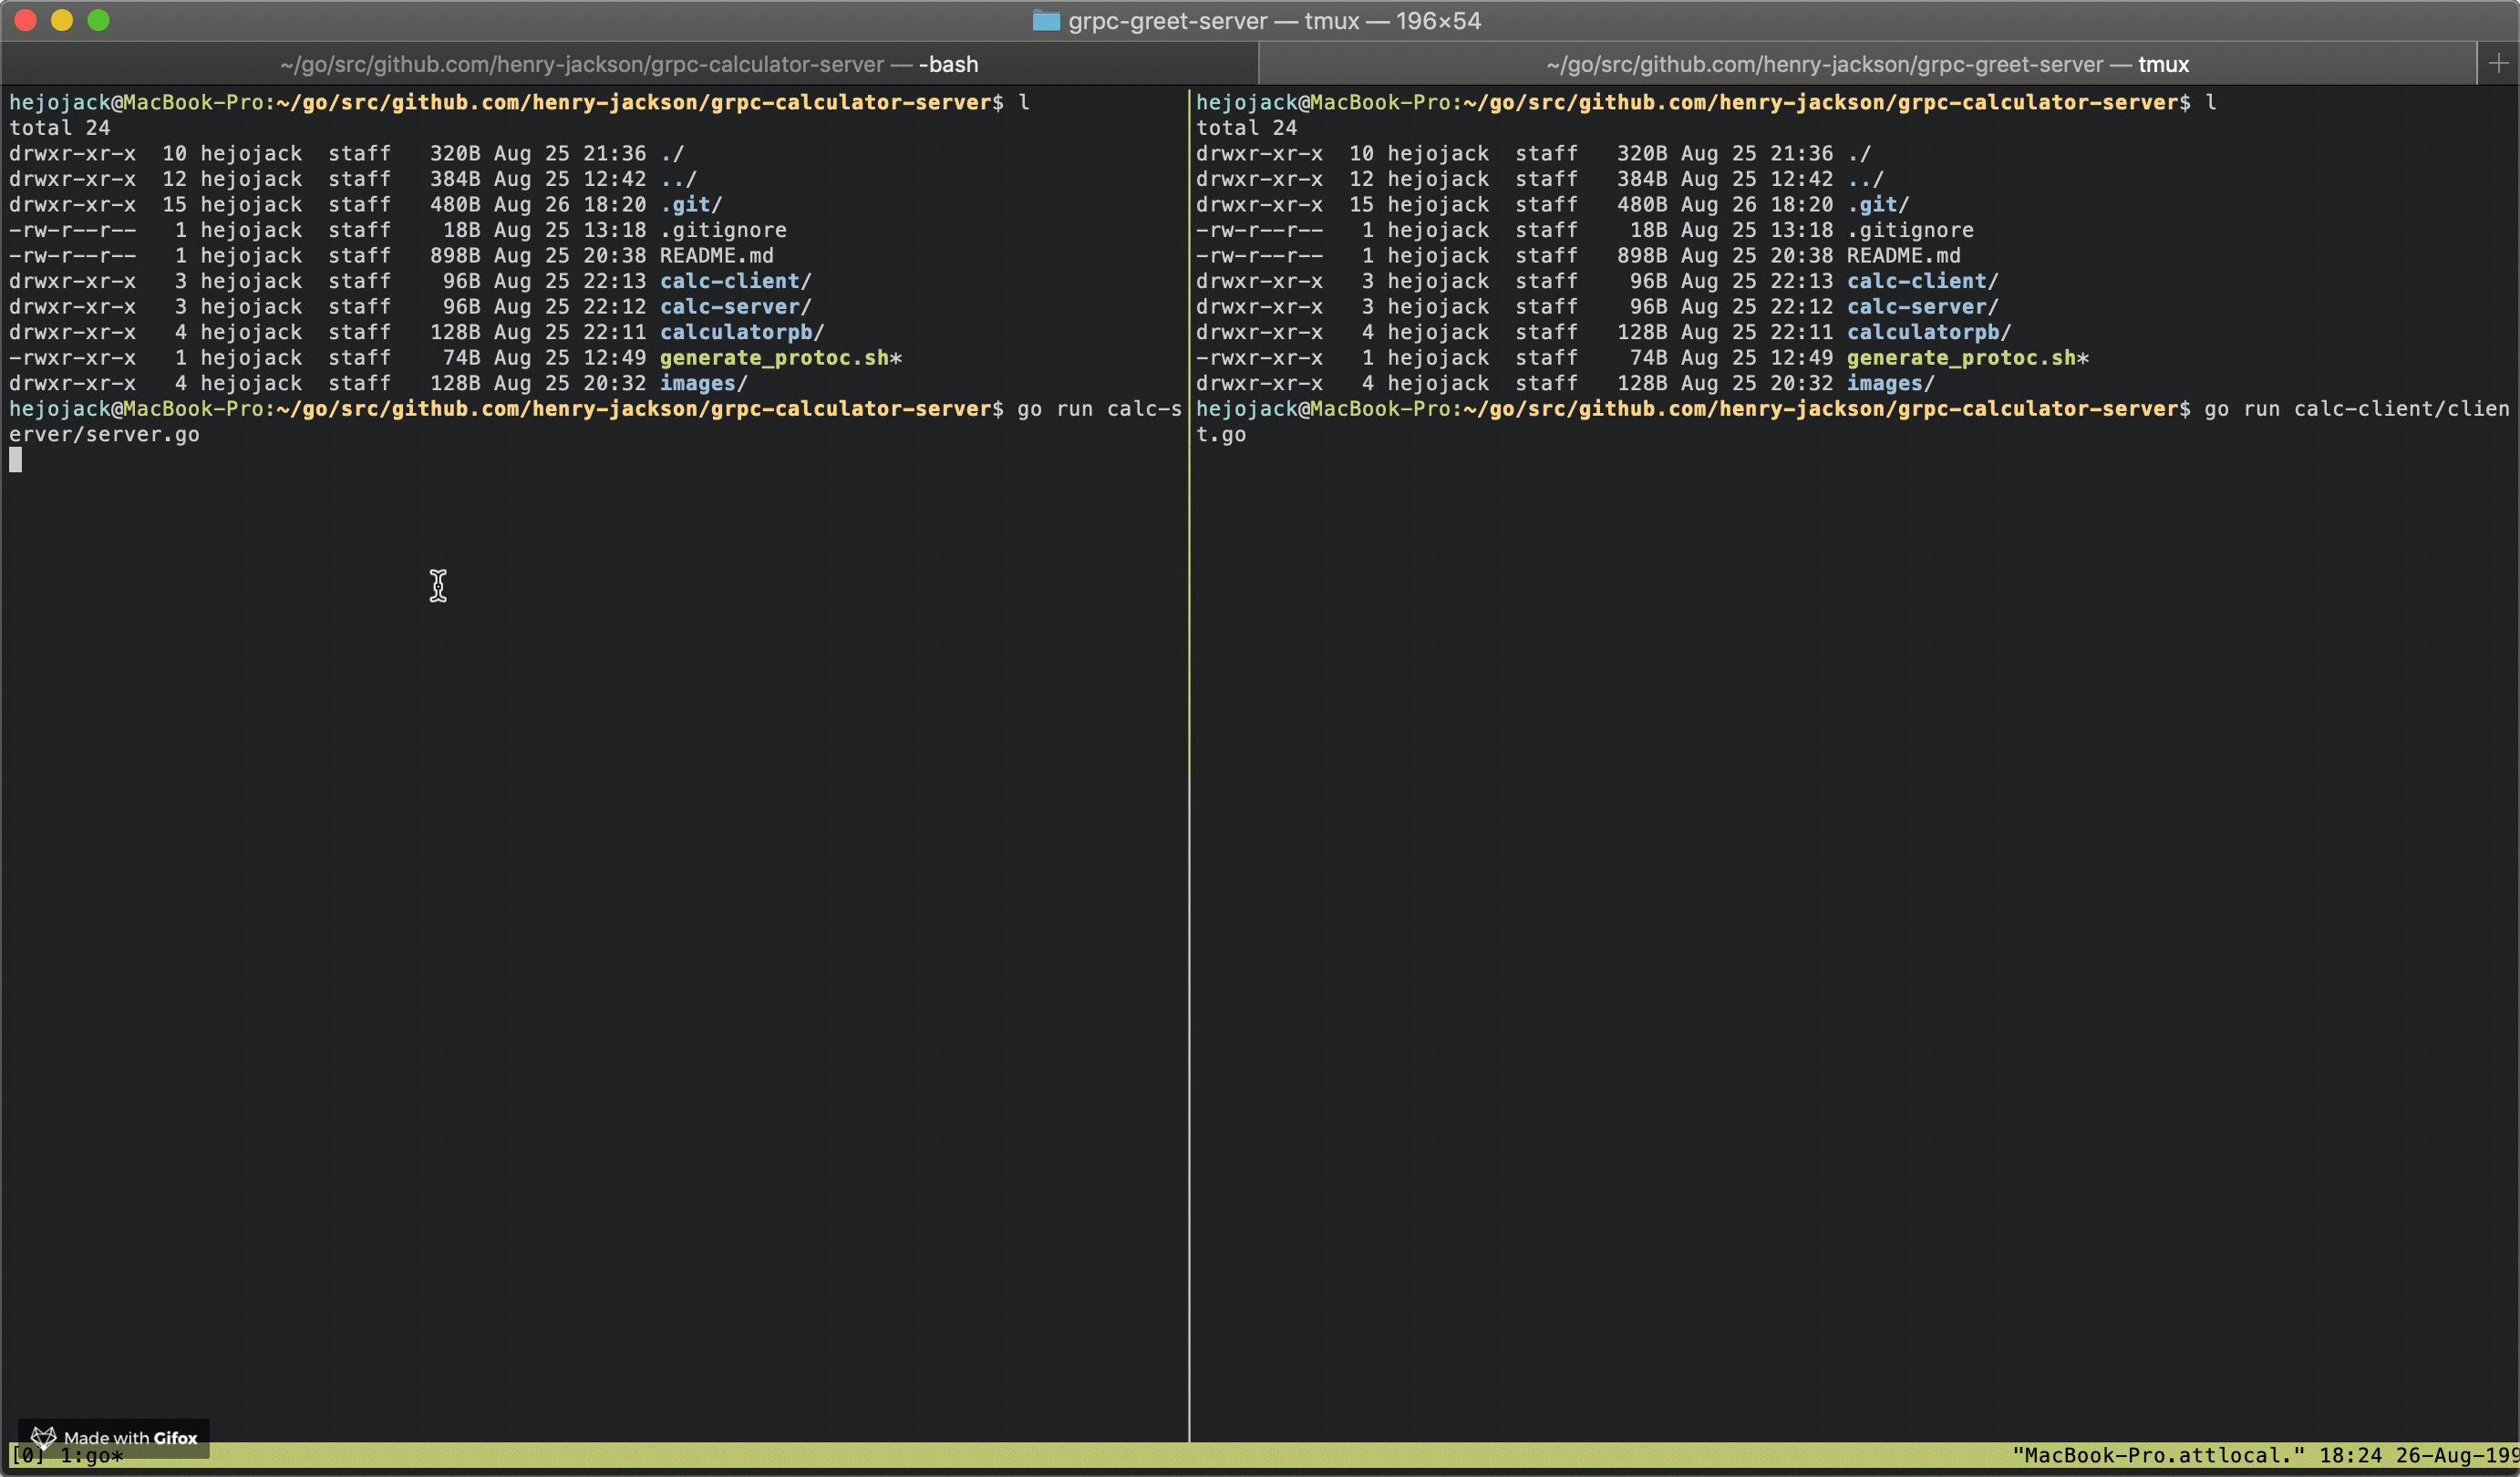 grpc-greet-server — tmux — 196×54
~/go/src/github.com/henry-jackson/grpc-calculator-server — -bash
~/go/src/github.com/henry-jackson/grpc-greet-server — tmux
hejojack@MacBook-Pro:~/go/src/github.com/henry-jackson/grpc-calculator-server$ l
total 24
drwxr-xr-x  10 hejojack  staff   320B Aug 25 21:36 ./
drwxr-xr-x  12 hejojack  staff   384B Aug 25 12:42 ../
drwxr-xr-x  15 hejojack  staff   480B Aug 26 18:20 .git/
-rw-r--r--   1 hejojack  staff    18B Aug 25 13:18 .gitignore
-rw-r--r--   1 hejojack  staff   898B Aug 25 20:38 README.md
drwxr-xr-x   3 hejojack  staff    96B Aug 25 22:13 calc-client/
drwxr-xr-x   3 hejojack  staff    96B Aug 25 22:12 calc-server/
drwxr-xr-x   4 hejojack  staff   128B Aug 25 22:11 calculatorpb/
-rwxr-xr-x   1 hejojack  staff    74B Aug 25 12:49 generate_protoc.sh*
drwxr-xr-x   4 hejojack  staff   128B Aug 25 20:32 images/
hejojack@MacBook-Pro:~/go/src/github.com/henry-jackson/grpc-calculator-server$ go run calc-s
erver/server.go
hejojack@MacBook-Pro:~/go/src/github.com/henry-jackson/grpc-calculator-server$ l
total 24
drwxr-xr-x  10 hejojack  staff   320B Aug 25 21:36 ./
drwxr-xr-x  12 hejojack  staff   384B Aug 25 12:42 ../
drwxr-xr-x  15 hejojack  staff   480B Aug 26 18:20 .git/
-rw-r--r--   1 hejojack  staff    18B Aug 25 13:18 .gitignore
-rw-r--r--   1 hejojack  staff   898B Aug 25 20:38 README.md
drwxr-xr-x   3 hejojack  staff    96B Aug 25 22:13 calc-client/
drwxr-xr-x   3 hejojack  staff    96B Aug 25 22:12 calc-server/
drwxr-xr-x   4 hejojack  staff   128B Aug 25 22:11 calculatorpb/
-rwxr-xr-x   1 hejojack  staff    74B Aug 25 12:49 generate_protoc.sh*
drwxr-xr-x   4 hejojack  staff   128B Aug 25 20:32 images/
hejojack@MacBook-Pro:~/go/src/github.com/henry-jackson/grpc-calculator-server$ go run calc-client/clien
t.go
Made with Gifox
[0] 1:go*
"MacBook-Pro.attlocal." 18:24 26-Aug-199